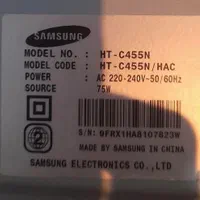 SAMSUNG
MODEL NO. : HT-C455N
MODEL CODE : HT-C455N/HAC
POWER : AC 220-240V~50/60Hz
SOURCE 75W
S/N :
MADE BY SAMSUNG IN CHINA
SAMSUNG ELECTRONICS CO.,LTD.